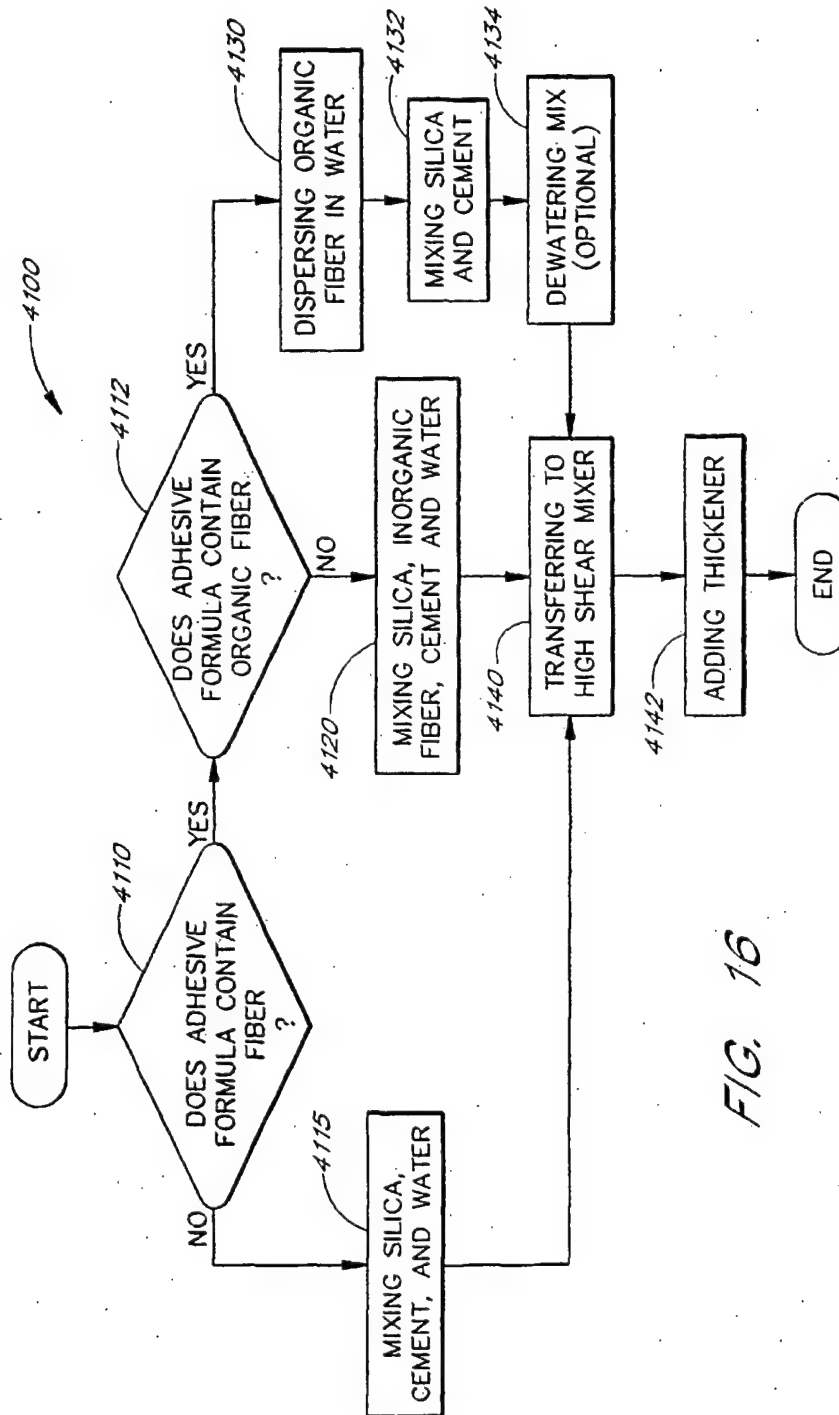 4100
START
4110
DOES ADHESIVE
FORMULA CONTAIN
FIBER
?
NO
YES
4112
DOES ADHESIVE
FORMULA CONTAIN
ORGANIC FIBER
?
YES
NO
4115
MIXING SILICA,
CEMENT, AND WATER
4120
MIXING SILICA, INORGANIC
FIBER, CEMENT AND WATER
4130
DISPERSING ORGANIC
FIBER IN WATER
4132
MIXING SILICA
AND CEMENT
4134
DEWATERING MIX
(OPTIONAL)
4140
TRANSFERRING TO
HIGH SHEAR MIXER
4142
ADDING THICKENER
END
FIG. 16